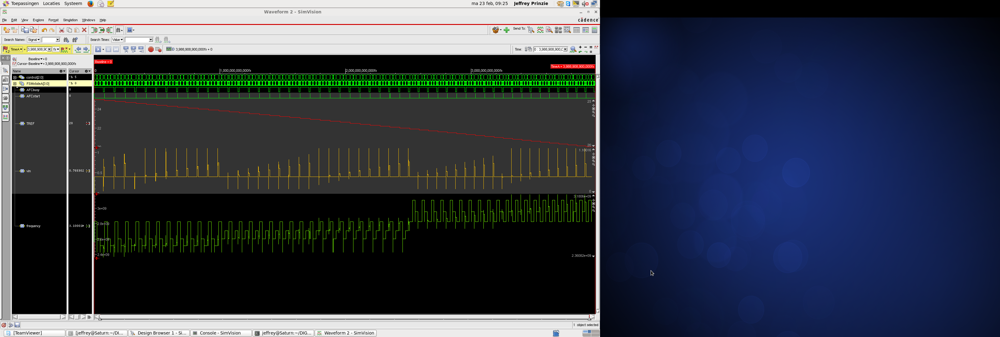 Toepassingen Locaties Systeem ma 23 feb, 09:25 Jeffrey Prinzie
Waveform 2 - SimVision
File Edit View Explore Format Simulation Windows Help cādence
Send To:
Search Names: Signal Search Times: Value
TimeA = 3,988,908,90 fs 3,988,908,900,000fs + 0 Time: 0 : 3,988,908,900,0
Baseline = 0
Cursor-Baseline = 3,988,908,900,000fs
Baseline = 0
TimeA = 3,988,908,900,000fs
Name Cursor
0 1,000,000,000,000fs 2,000,000,000,000fs 3,000,000,000,000fs
control[2:0] 'h 5
FSMstateA[3:0] 'h 0
AFCbusy 0
AFCstart 0
25
24
TREF 20
22
20
20
1.10016
1
vin 0.766902
0.5
0
3.1806e+09
3e+09
frequency 3.10001
2.8e+09
2.6e+09
2.4e+09
2.36082e+09
1 object selected
[TeamViewer] [jeffrey@Saturn:~/DI... Design Browser 1 - Si... Console - SimVision jeffrey@Saturn:~/DIG... Waveform 2 - SimVision